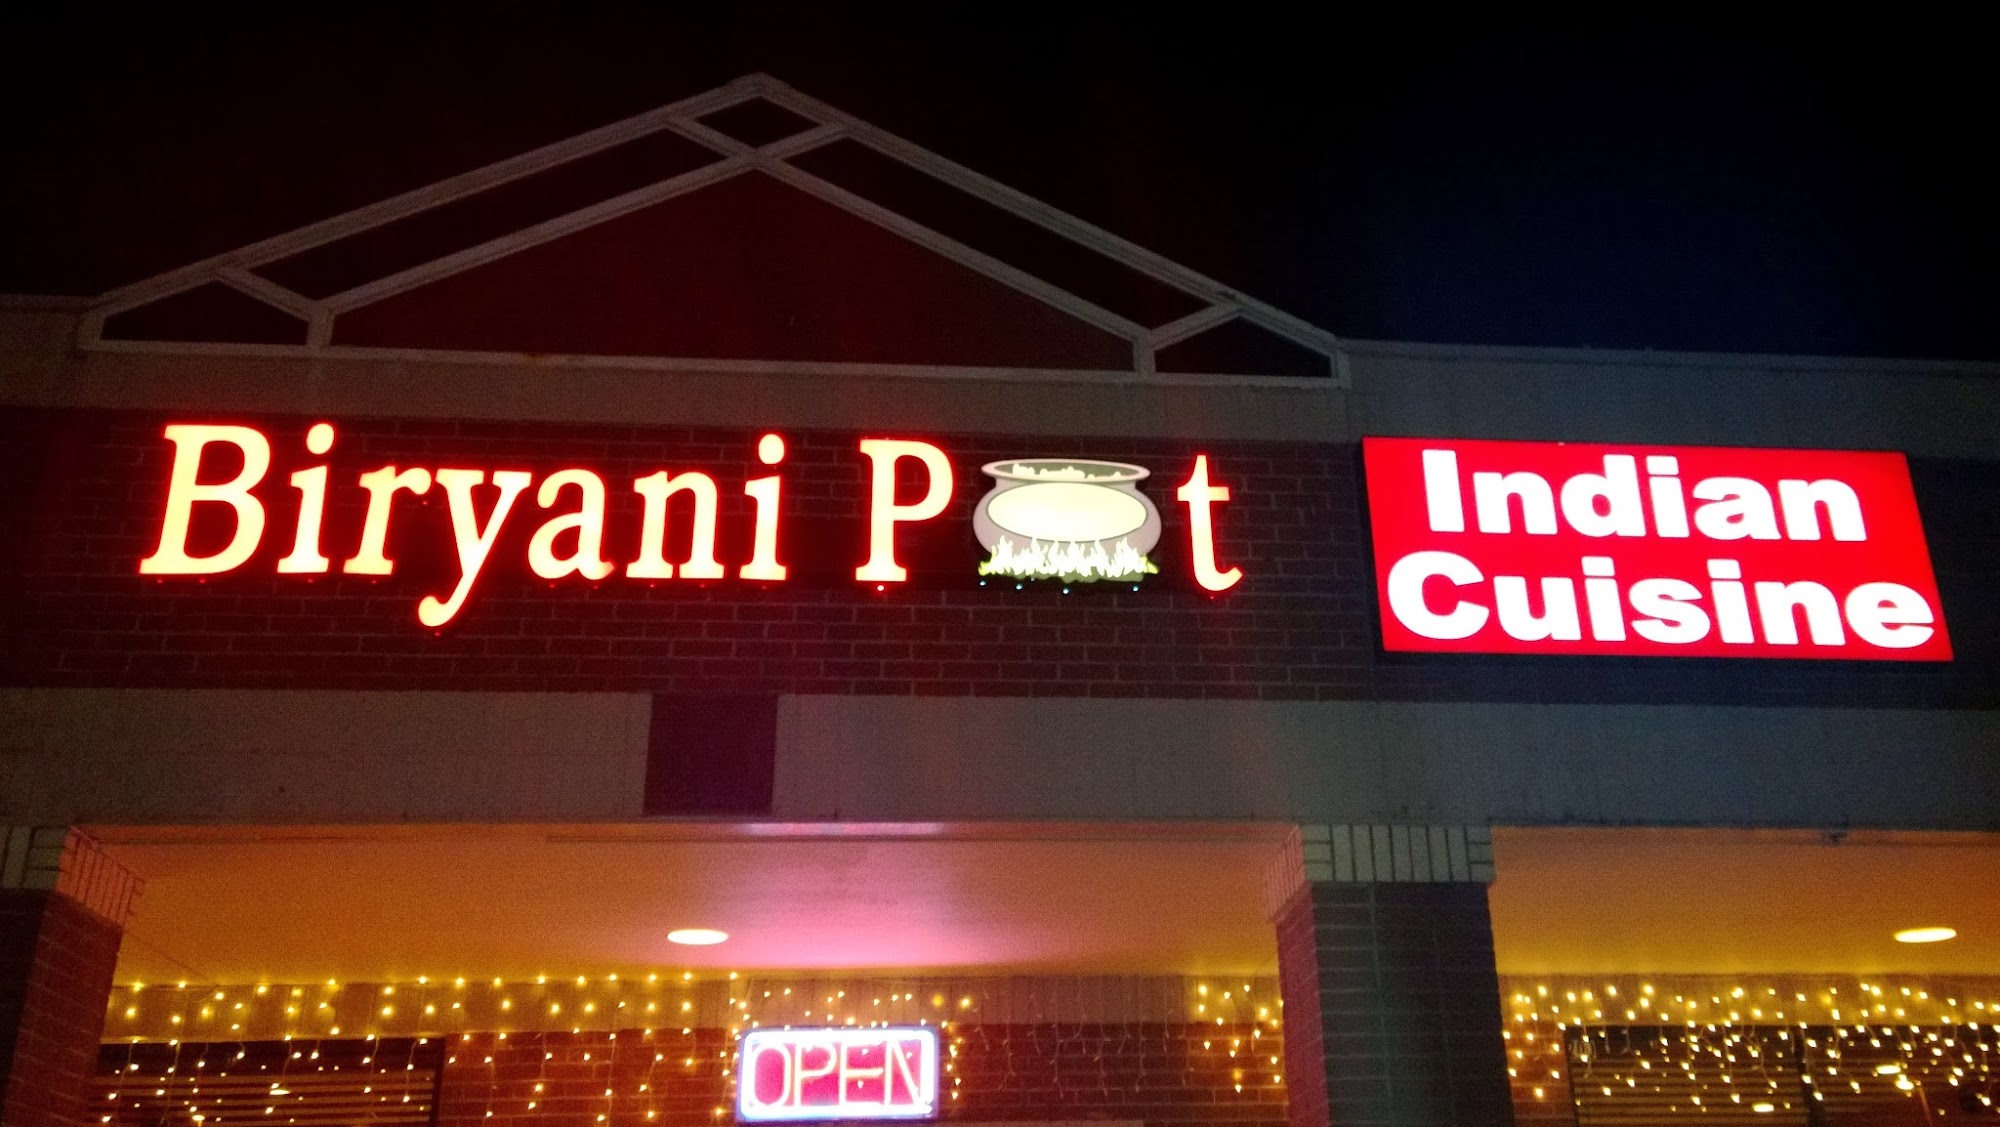 Biryani Pot
Indian
Cuisine
OPEN